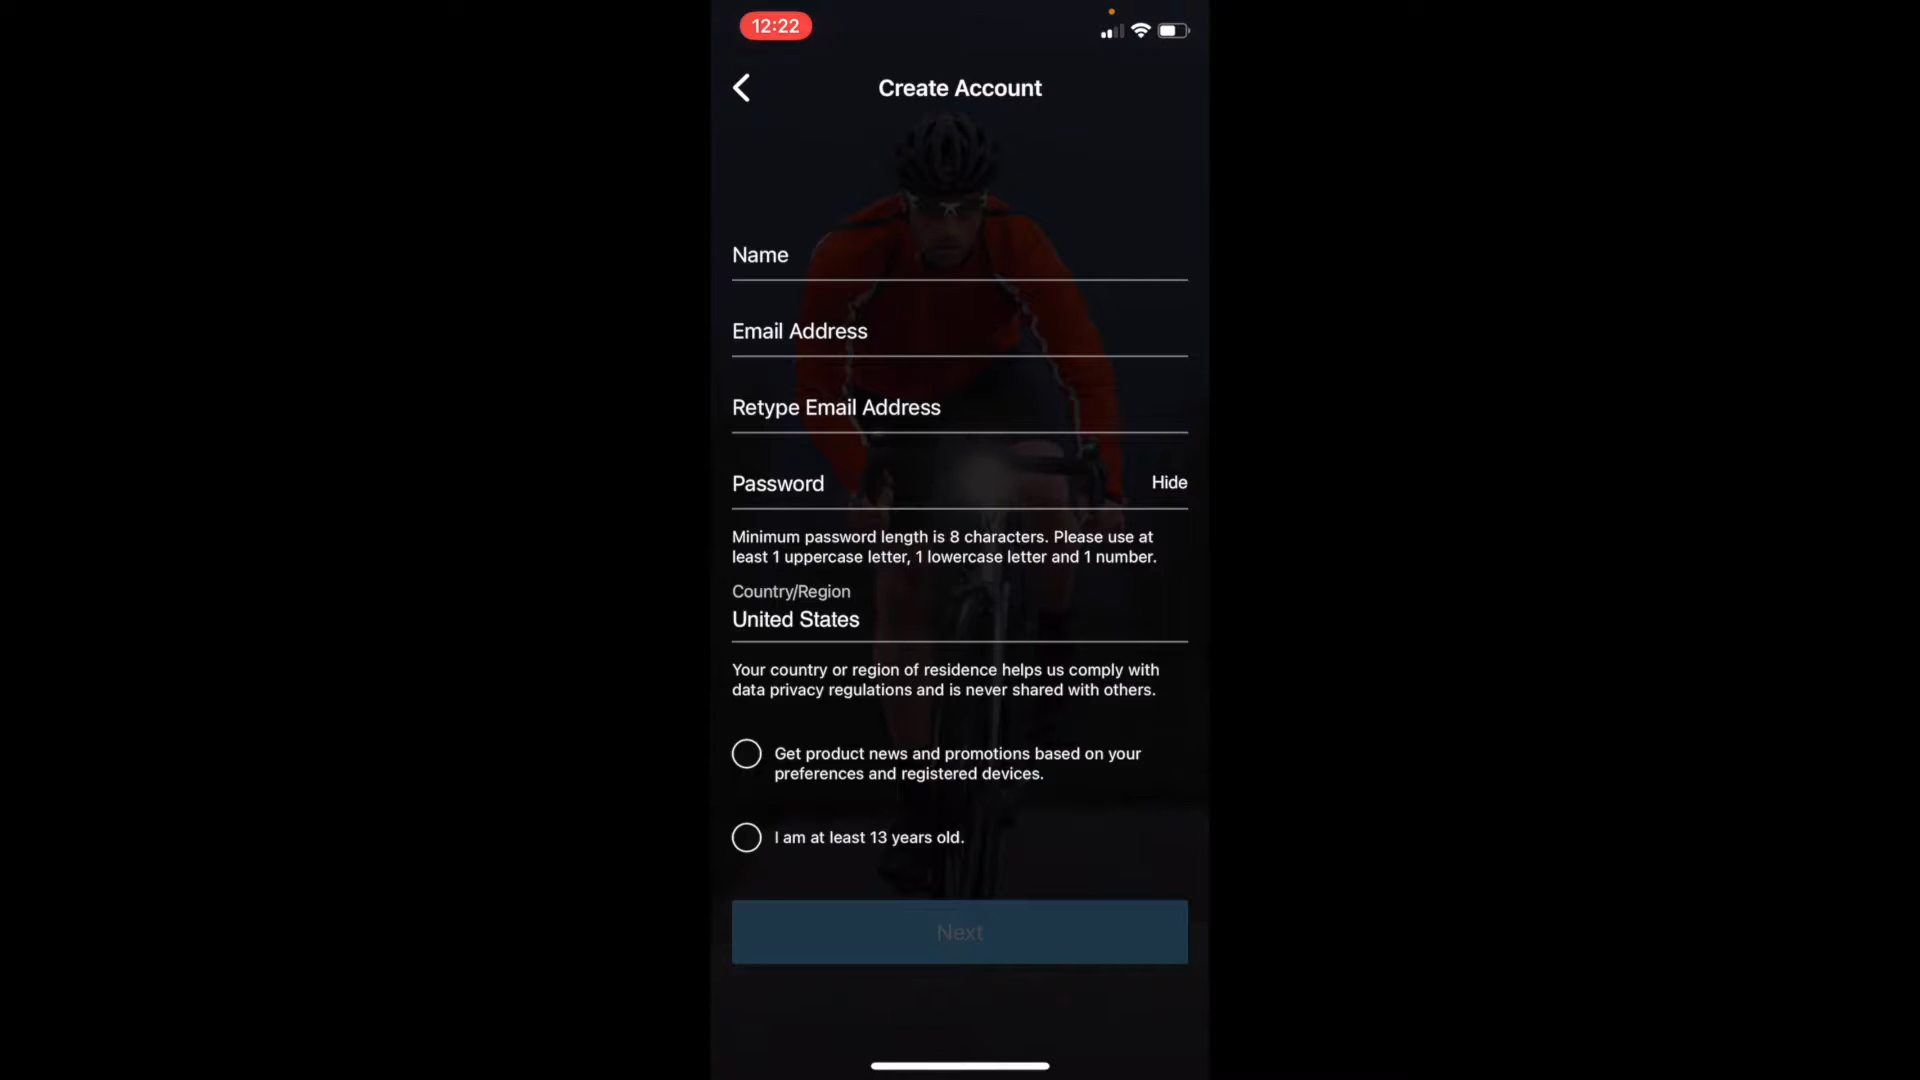 12:22
Create Account
Name
Email Address
Retype Email Address
Password
Hide
Minimum password length is 8 characters. Please use at
least 1 uppercase letter, 1 lowercase letter and 1 number.
Country/Region
United States
Your country or region of residence helps us comply with
data privacy regulations and is never shared with others.
Get product news and promotions based on your
preferences and registered devices.
I am at least 13 years old.
Next